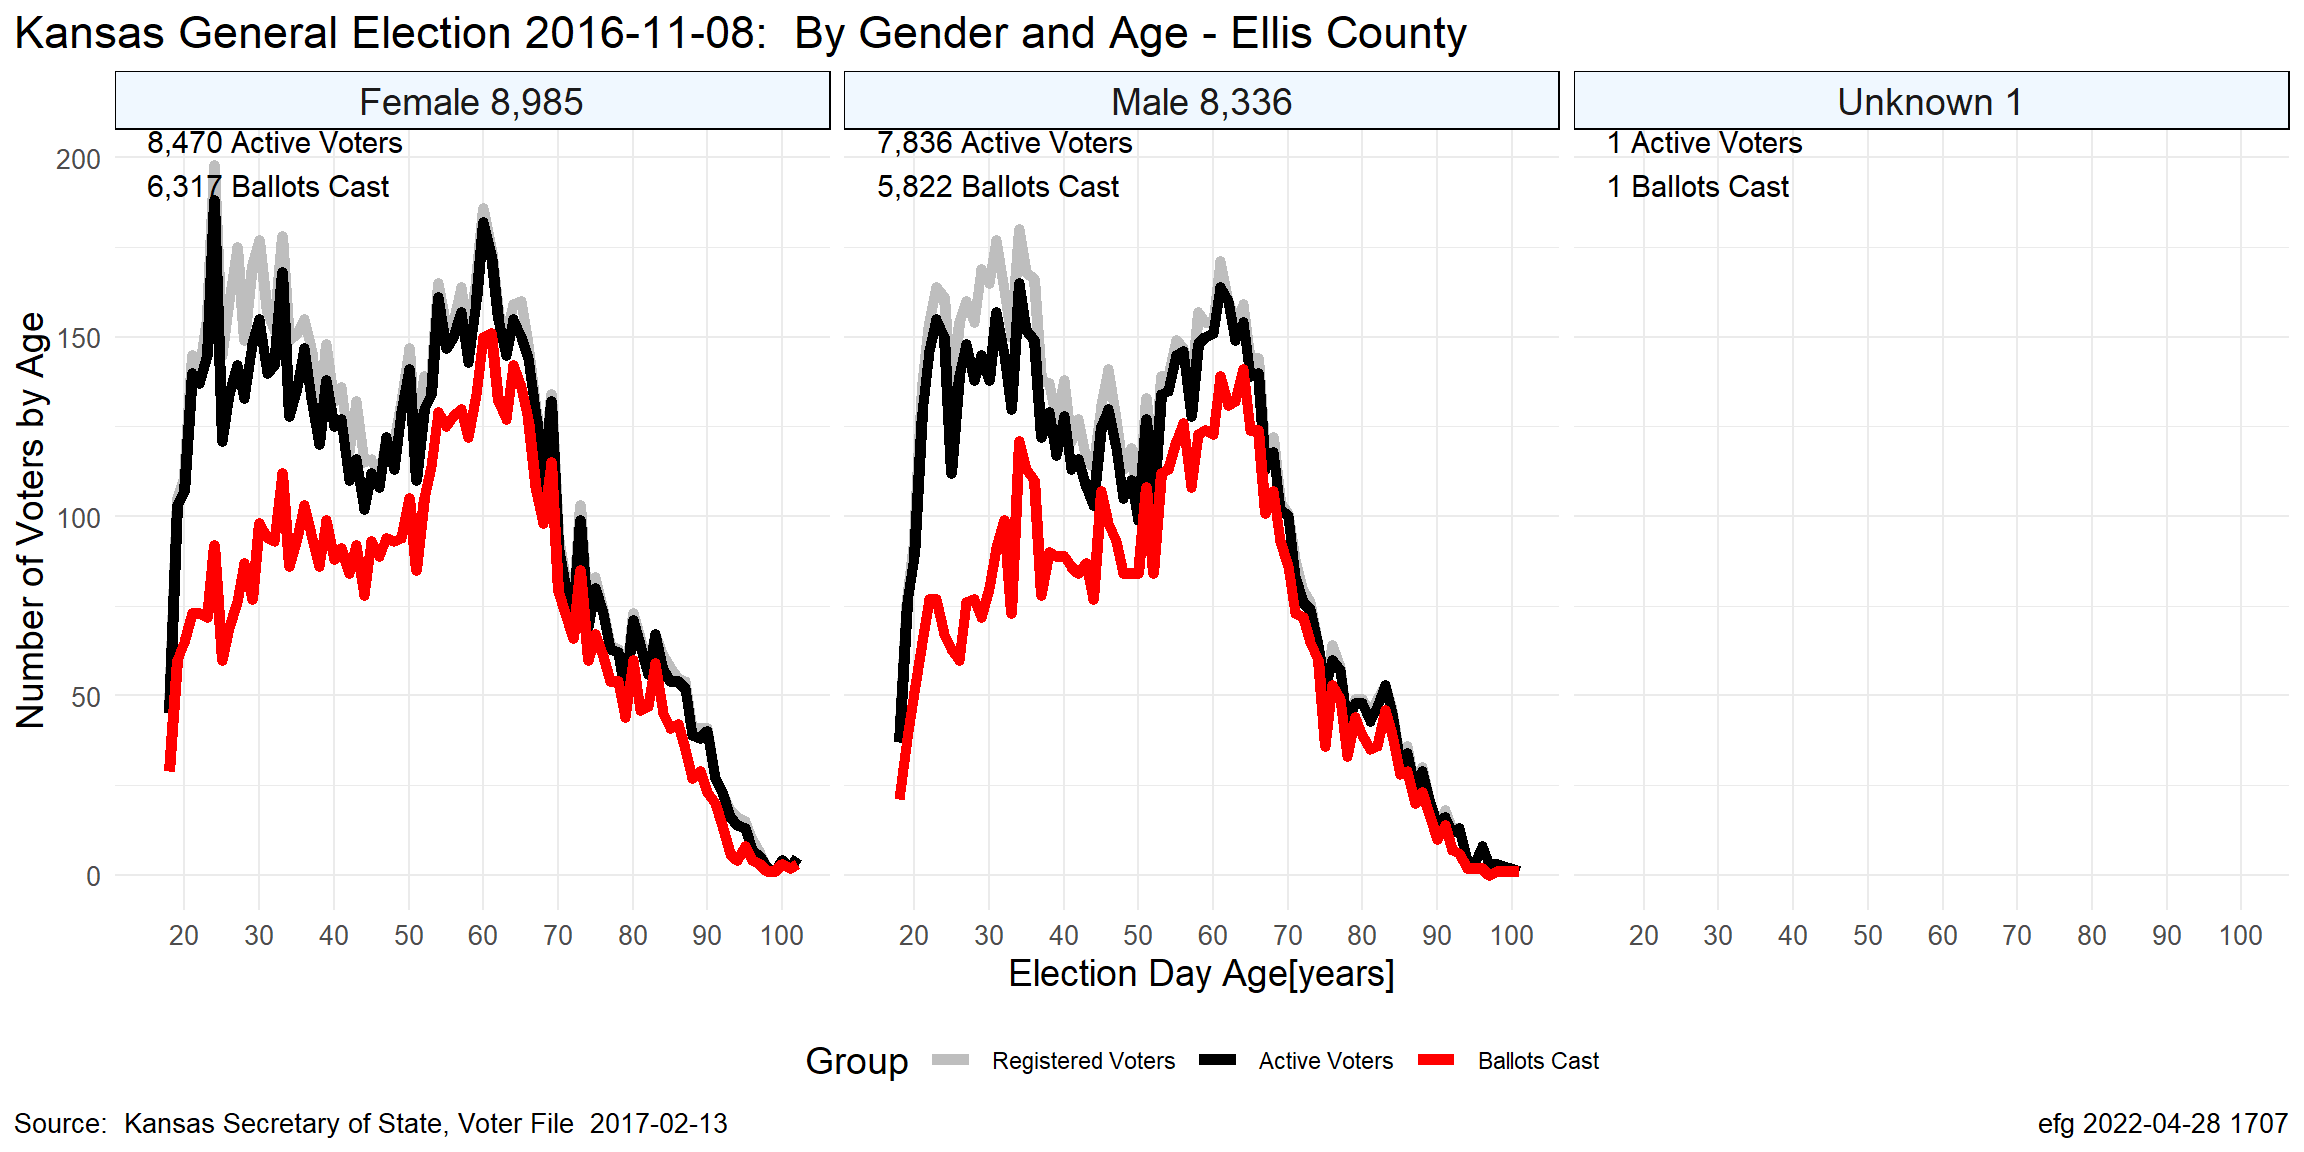 Kansas General Election 2016-11-08:  By Gender and Age - Ellis County
Female 8,985
Male 8,336
Unknown 1
8,470 Active Voters
6,317 Ballots Cast
7,836 Active Voters
5,822 Ballots Cast
1 Active Voters
1 Ballots Cast
Number of Voters by Age
200
150
100
50
0
20 30 40 50 60 70 80 90 100
20 30 40 50 60 70 80 90 100
20 30 40 50 60 70 80 90 100
Election Day Age[years]
Group Registered Voters Active Voters Ballots Cast
Source:  Kansas Secretary of State, Voter File  2017-02-13
efg 2022-04-28 1707